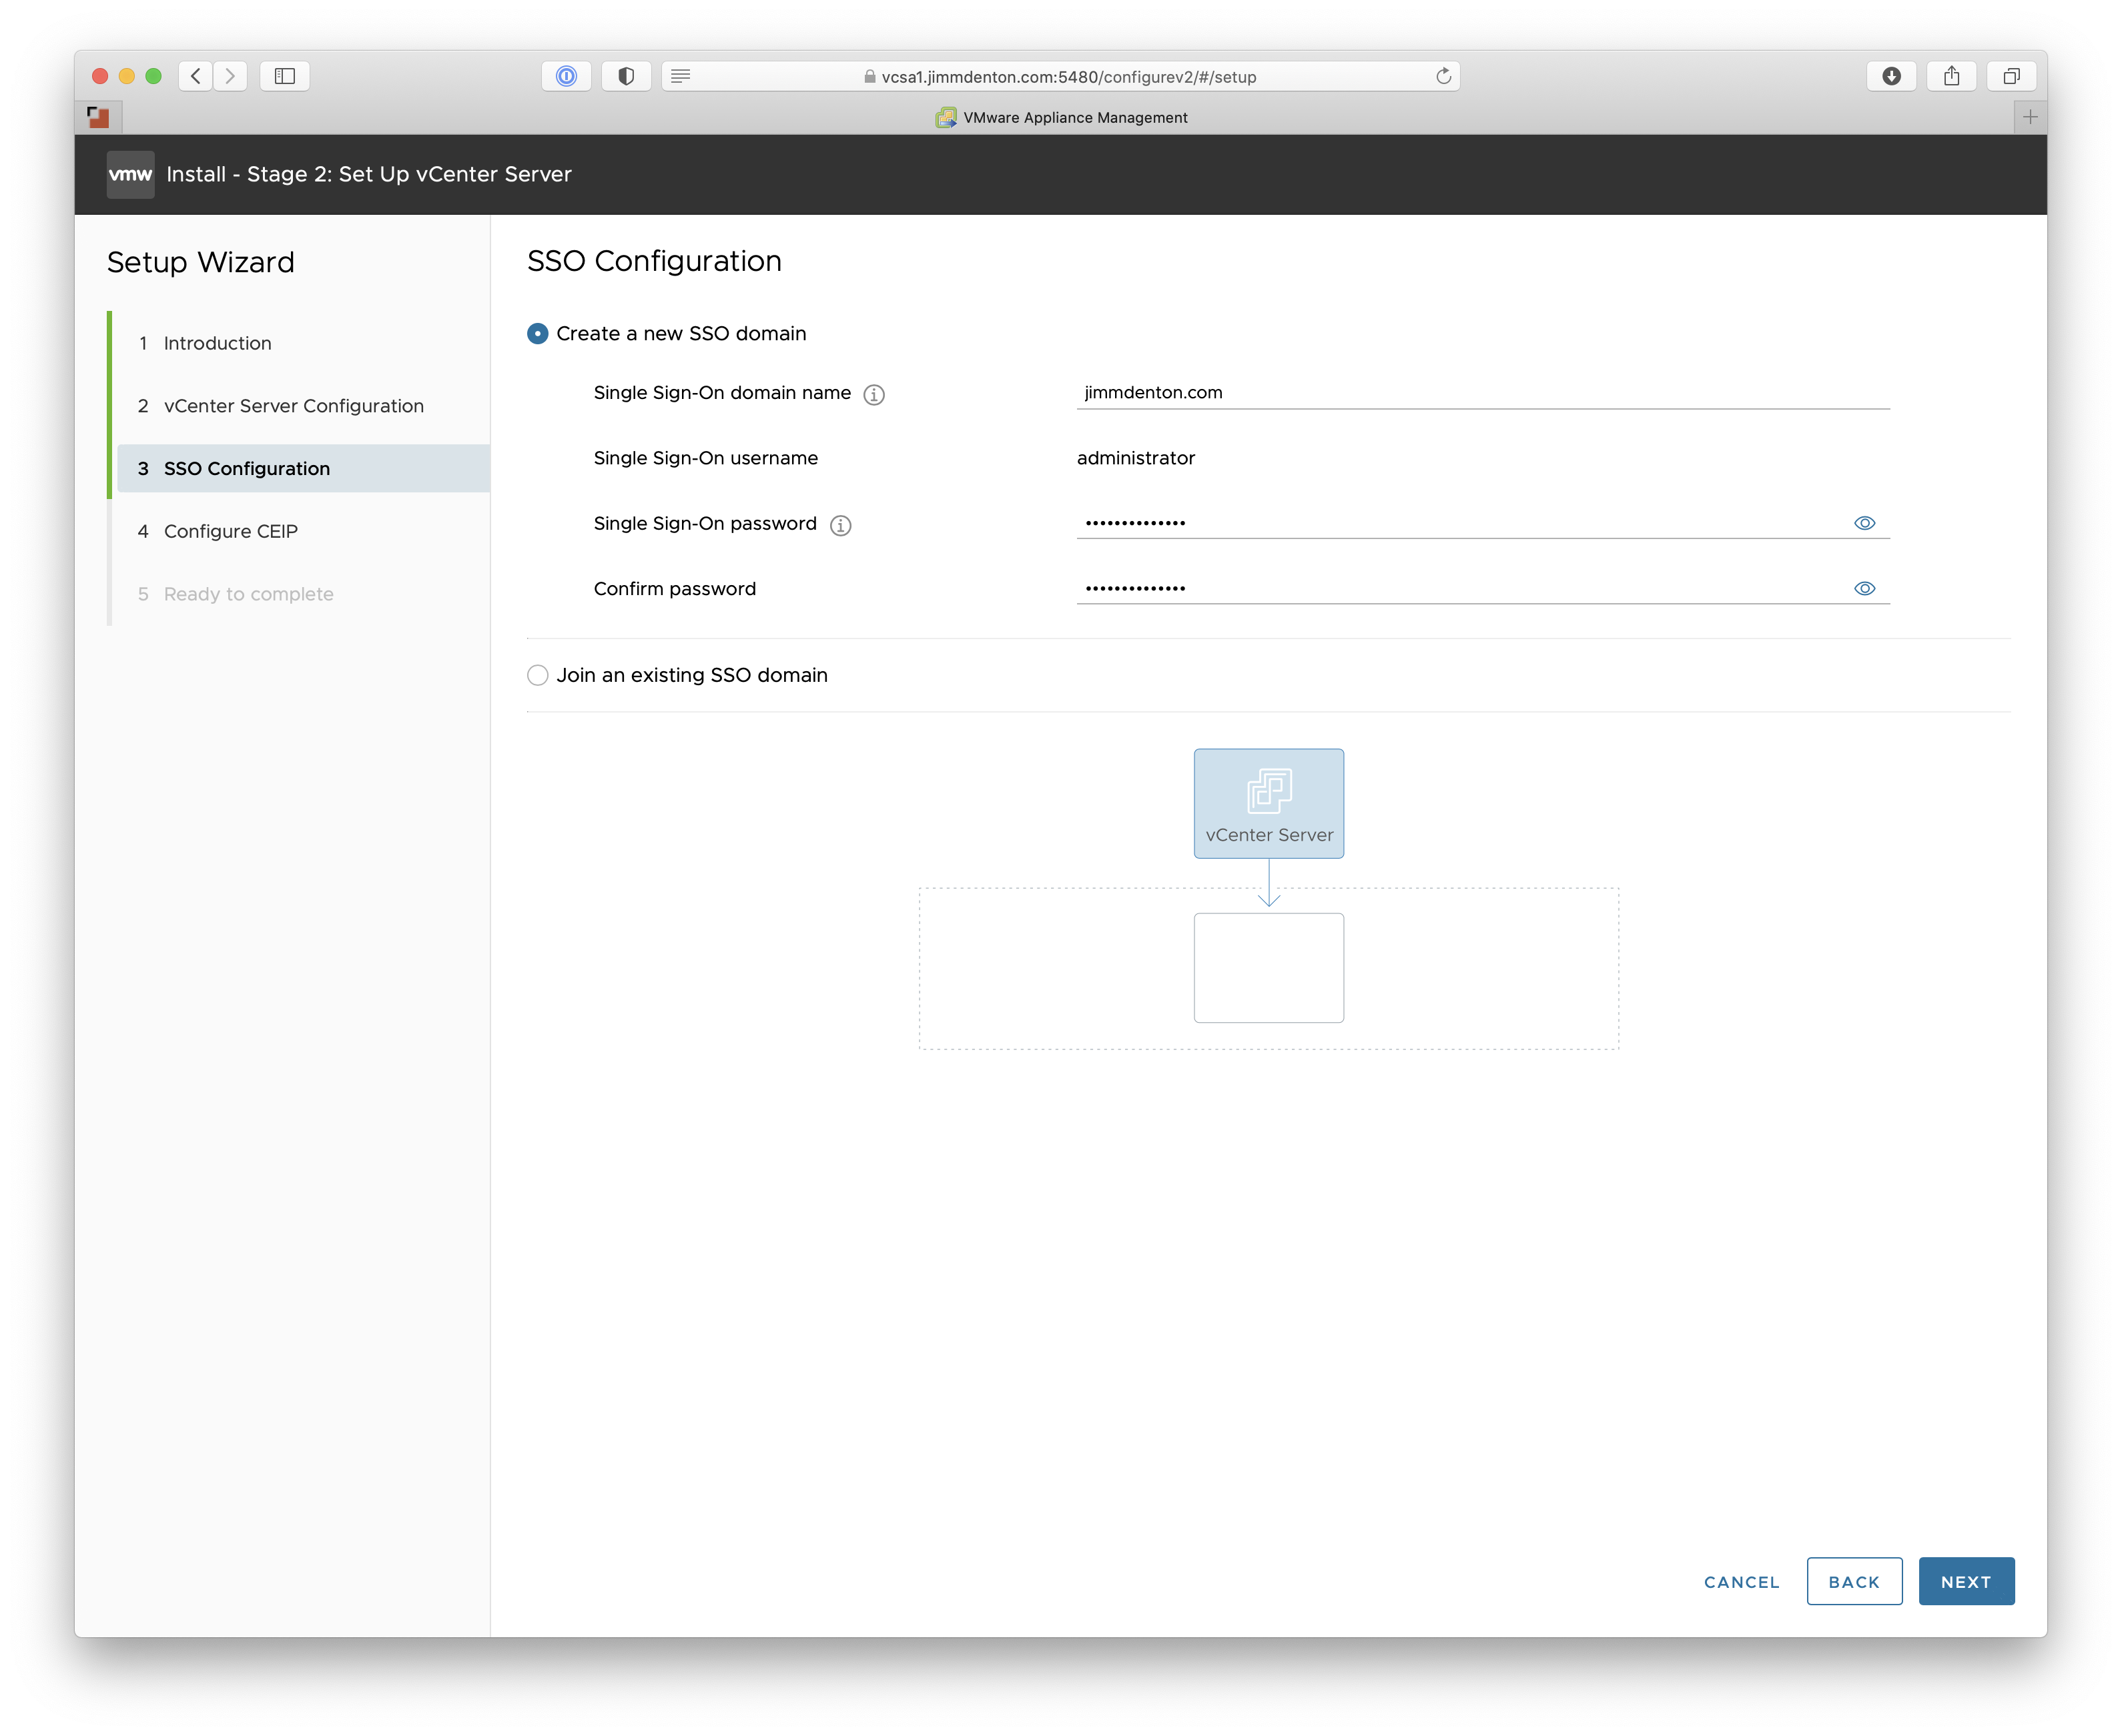 vcsa1.jimmdenton.com:5480/configurev2/#/setup
VMware Appliance Management
vmw Install - Stage 2: Set Up vCenter Server
Setup Wizard
1 Introduction
2 vCenter Server Configuration
3 SSO Configuration
4 Configure CEIP
5 Ready to complete
SSO Configuration
Create a new SSO domain
Single Sign-On domain name jimmdenton.com
Single Sign-On username administrator
Single Sign-On password ••••••••••••••
Confirm password ••••••••••••••
Join an existing SSO domain
vCenter Server
CANCEL BACK NEXT